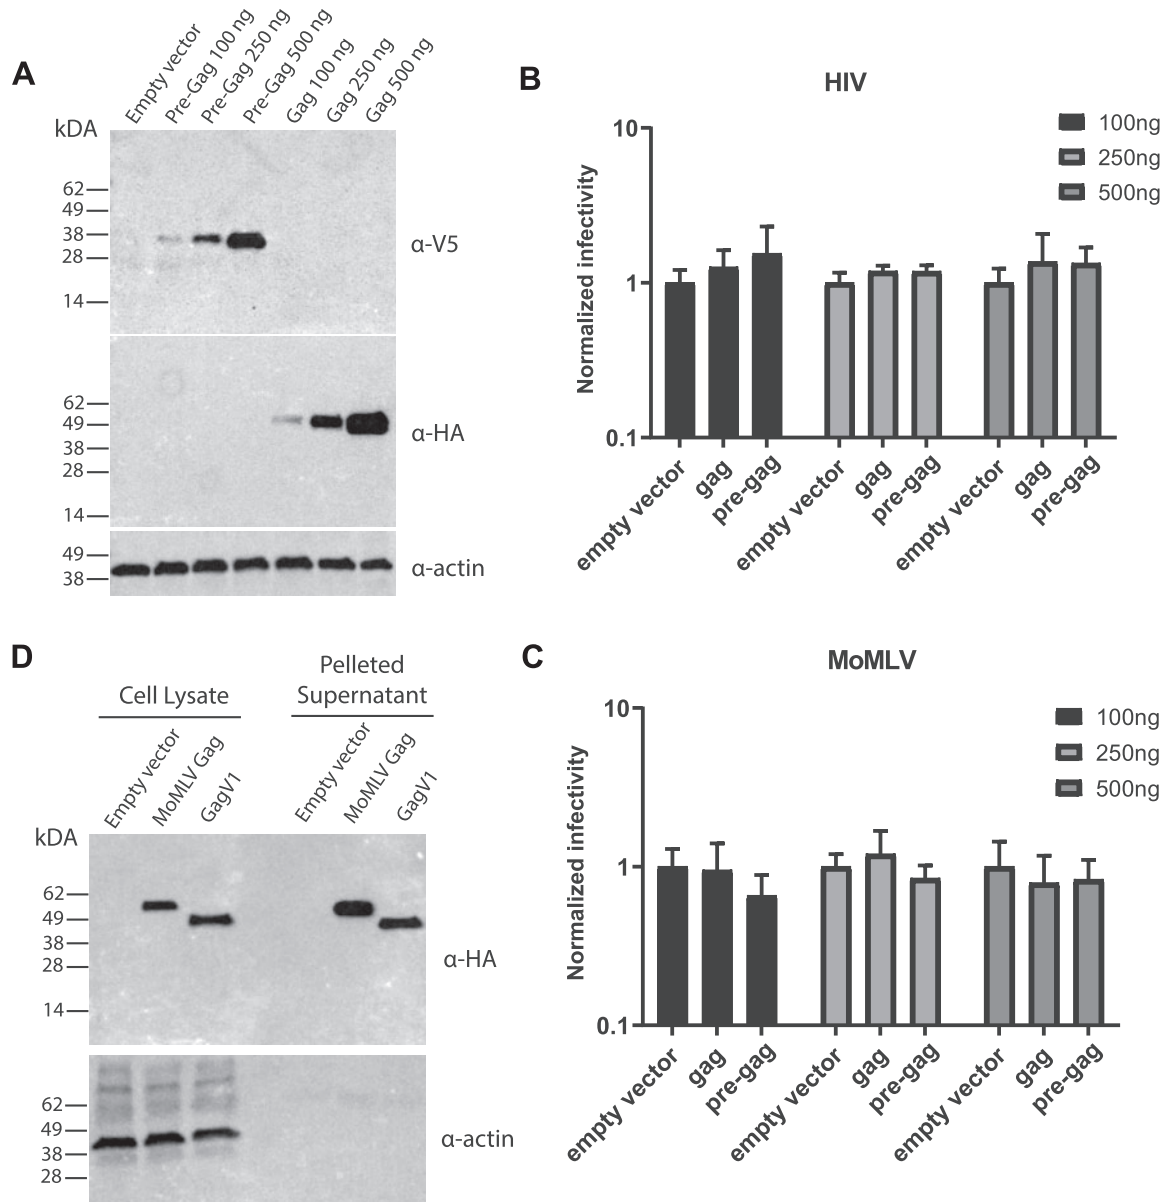 A
Empty vector
Pre-Gag 100 ng
Pre-Gag 250 ng
Pre-Gag 500 ng
Gag 100 ng
Gag 250 ng
Gag 500 ng
kDA
62
49
38
28
14
α-V5
62
49
38
28
14
α-HA
49
38
α-actin
B
HIV
Normalized infectivity
10
1
0.1
100ng
250ng
500ng
empty vector
gag
pre-gag
empty vector
gag
pre-gag
empty vector
gag
pre-gag
D
Cell Lysate
Pelleted
Supernatant
Empty vector
MoMLV Gag
GagV1
Empty vector
MoMLV Gag
GagV1
kDA
62
49
38
28
14
α-HA
62
49
38
28
α-actin
C
MoMLV
Normalized infectivity
10
1
0.1
100ng
250ng
500ng
empty vector
gag
pre-gag
empty vector
gag
pre-gag
empty vector
gag
pre-gag